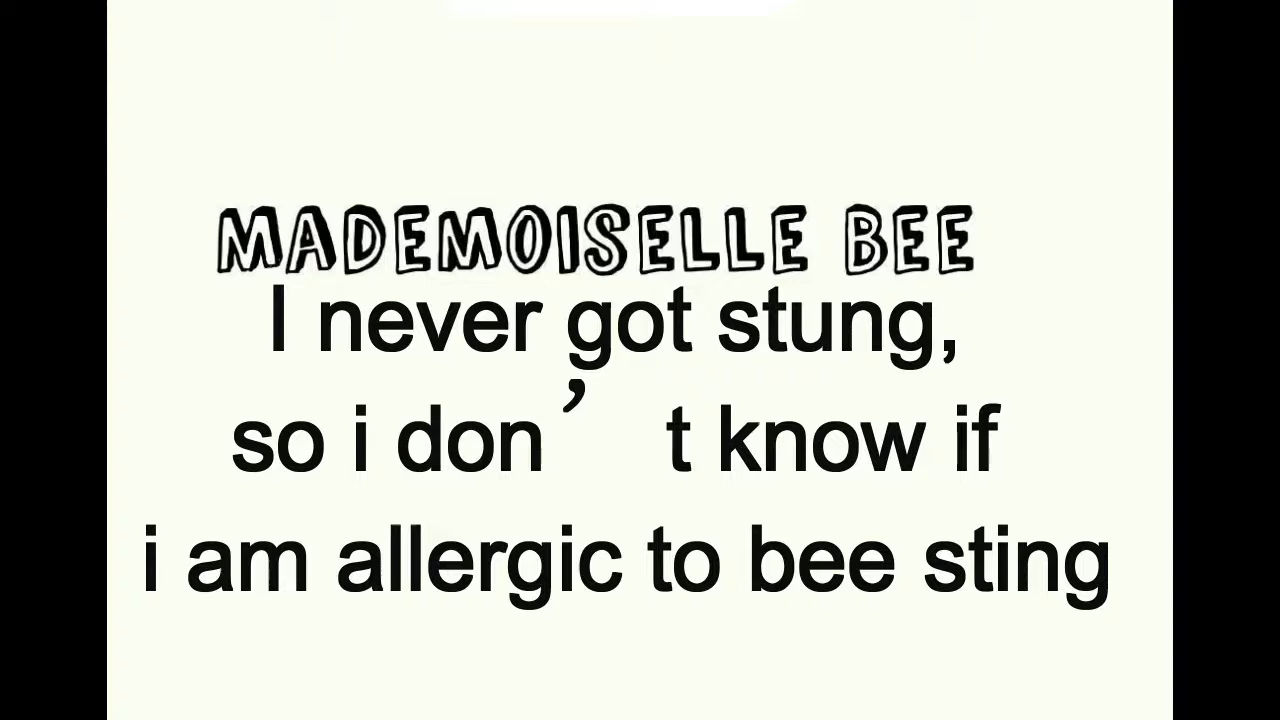 MADEMOISELLE BEE
I never got stung,
so i don’t know if
i am allergic to bee sting